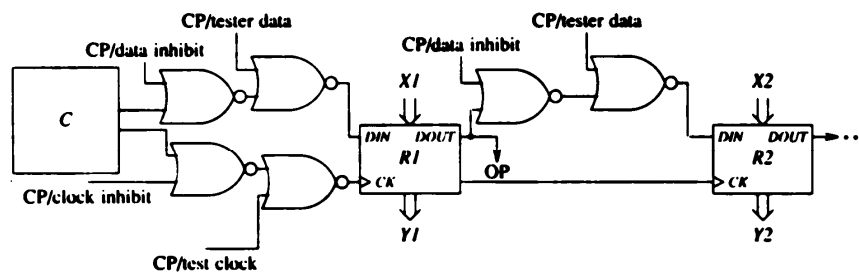 CP/tester data
CP/tester data
CP/data inhibit
CP/data inhibit
X1
X2
C
DIN DOUT
R1
CK
DIN DOUT
R2
CK
OP
CP/clock inhibit
Y1
Y2
CP/test clock